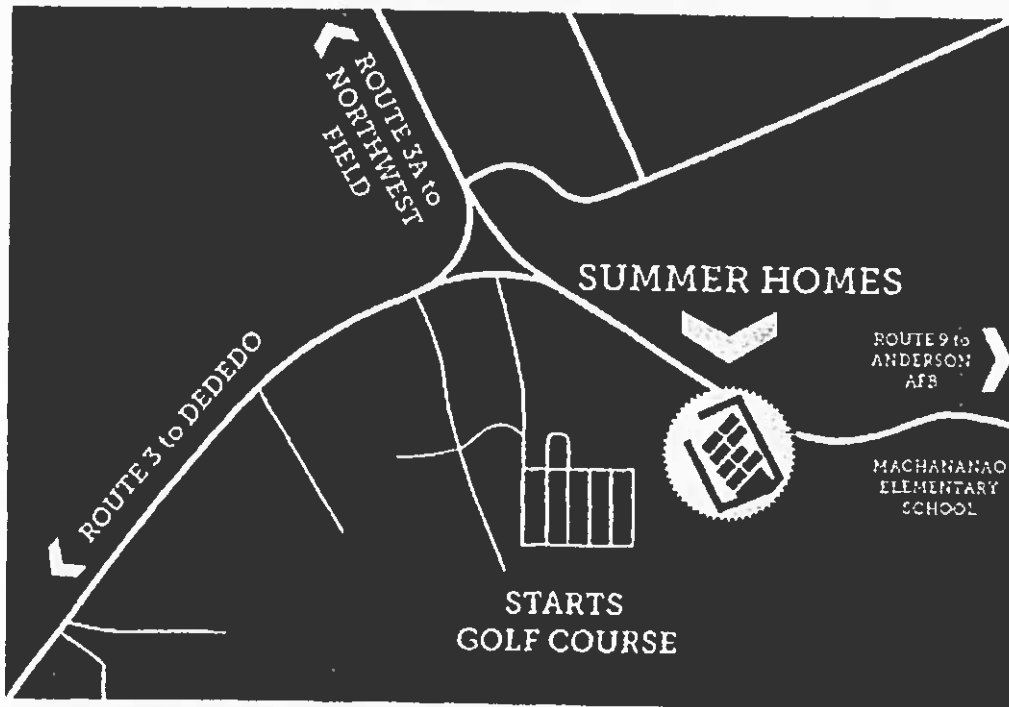 ROUTE 3A to
NORTHWEST
FIELD
SUMMER HOMES
ROUTE 9 to
ANDERSON
AFB
ROUTE 3 to DEDEDO
MACHANANAO
ELEMENTARY
SCHOOL
STARTS
GOLF COURSE